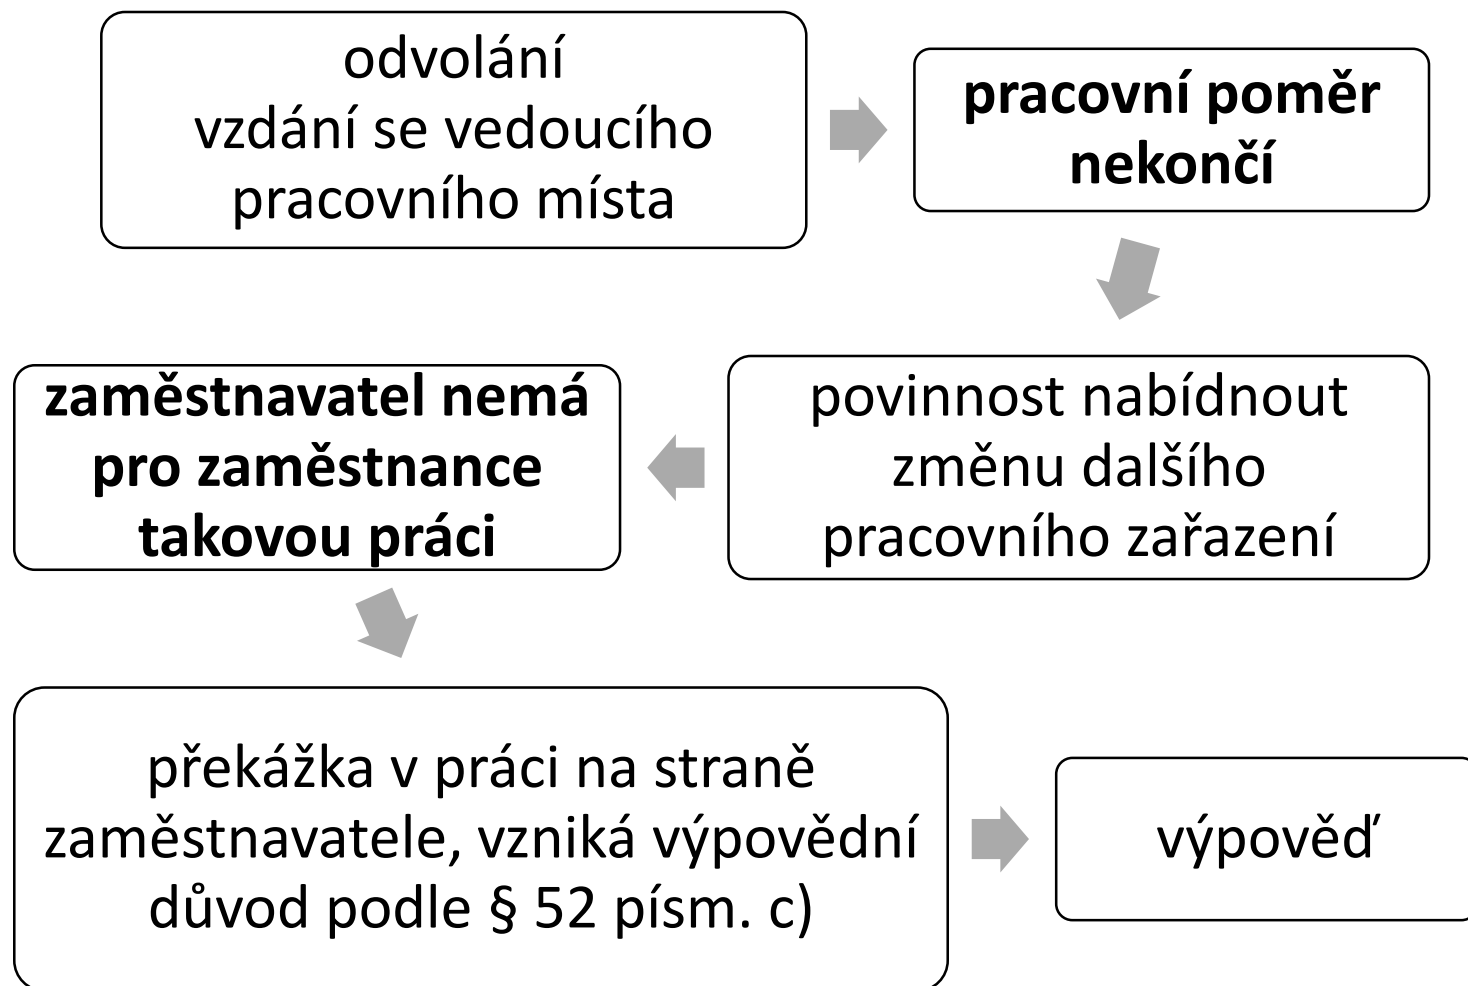 odvolání
vzdání se vedoucího
pracovního místa
pracovní poměr
nekončí
povinnost nabídnout
změnu dalšího
pracovního zařazení
zaměstnavatel nemá
pro zaměstnance
takovou práci
překážka v práci na straně
zaměstnavatele, vzniká výpovědní
důvod podle § 52 písm. c)
výpověď